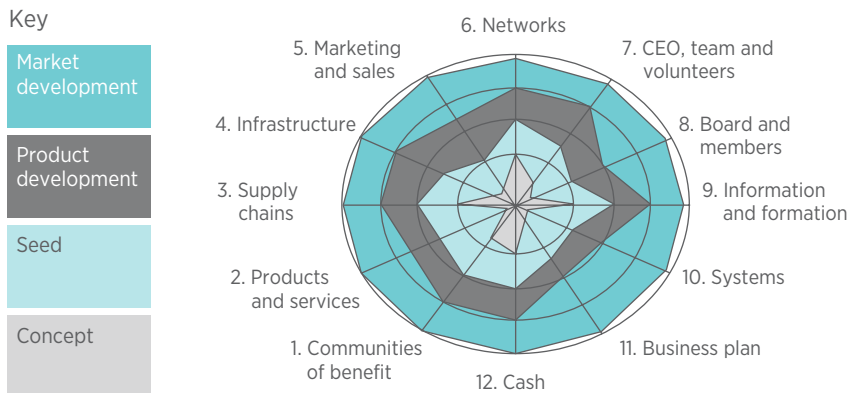 Key
Market
development
Product
development
Seed
Concept
6. Networks
5. Marketing
and sales
7. CEO, team and
volunteers
4. Infrastructure
8. Board and
members
3. Supply
chains
9. Information
and formation
2. Products
and services
10. Systems
1. Communities
of benefit
11. Business plan
12. Cash